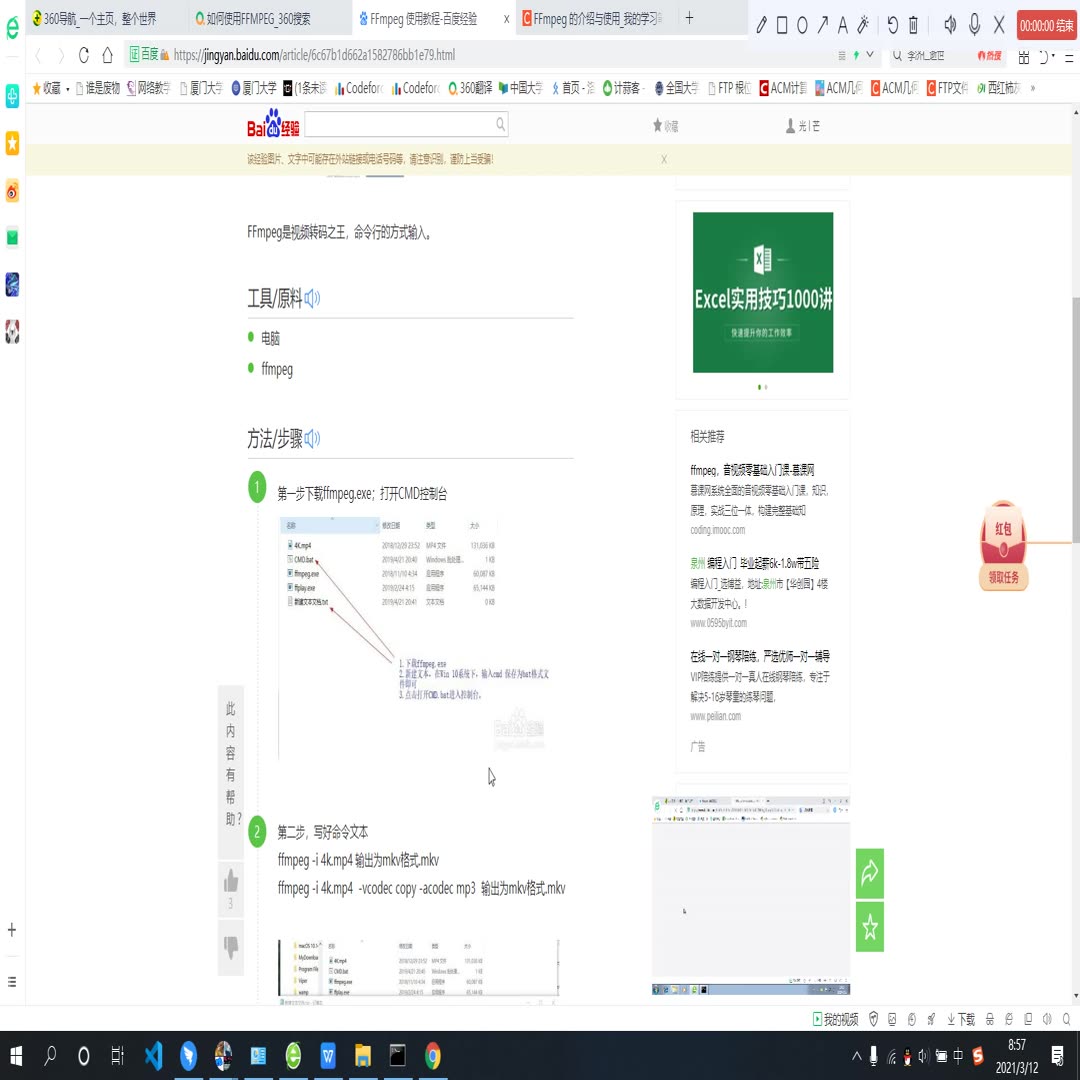 360导航_一个主页，整个世界
如何使用FFMPEG_360搜索
FFmpeg 使用教程-百度经验
FFmpeg 的介绍与使用_我的学习
00:00:00 结束
百度
https://jingyan.baidu.com/article/6c67b1d662a1582786bb1e79.html
热搜
收藏
谁是废物
网络教学
厦门大学
厦门大学
(1条未读
Codeforc
Codeforc
360翻译
中国大学
首页 - 洛
计蒜客
全国大学
FTP 根位
ACM计算
ACM几何
ACM几何
FTP文件
西红柿
Bai du 经验
收藏
该经验图片、文字中可能存在外站链接或电话号码等，请注意识别，谨防上当受骗！
FFmpeg是视频转码之王，命令行的方式输入。
工具/原料
电脑
ffmpeg
方法/步骤
1
第一步下载ffmpeg.exe；打开CMD控制台
名称 修改日期 类型 大小
4K.mp4 2018/12/28 23:52 MP4 文件 131,036 KB
CMD.bat 2019/4/21 20:40 Windows 批处理... 1 KB
ffmpeg.exe 2018/11/10 4:34 应用程序 60,087 KB
ffplay.exe 2019/2/24 4:15 应用程序 65,144 KB
新建文本文档.txt 2019/4/21 20:41 文本文档 0 KB
1.下载ffmpeg.exe
2.新建文本，在Win 10系统下，输入cmd 保存为bat格式文
件即可
3.点击打开CMD.bat进入控制台。
Bai du 经验
jingyan.baidu.com
2
第二步，写好命令文本
ffmpeg -i 4k.mp4 输出为mkv格式.mkv
ffmpeg -i 4k.mp4 -vcodec copy -acodec mp3 输出为mkv格式.mkv
此内容有帮助？
3
Excel实用技巧1000讲
快速提升你的工作效率
相关推荐
ffmpeg，音视频零基础入门课-慕课网
慕课网系统全面的音视频零基础入门课，知识，
原理，实战三位一体，构建完整基础知
coding.imooc.com
泉州 编程入门 毕业起薪6k-1.8w带五险
编程入门 选博益，地址:泉州市【华创园】4楼
大数据开发中心。!
www.0595byit.com
在线一对一钢琴陪练，严选优师一对一辅导
VIP陪练提供一对一真人在线钢琴陪练，专注于
解决5-16岁琴童的练琴问题，
www.peilian.com
广告
红包
领取任务
我的视频
下载
中
8:57
2021/3/12